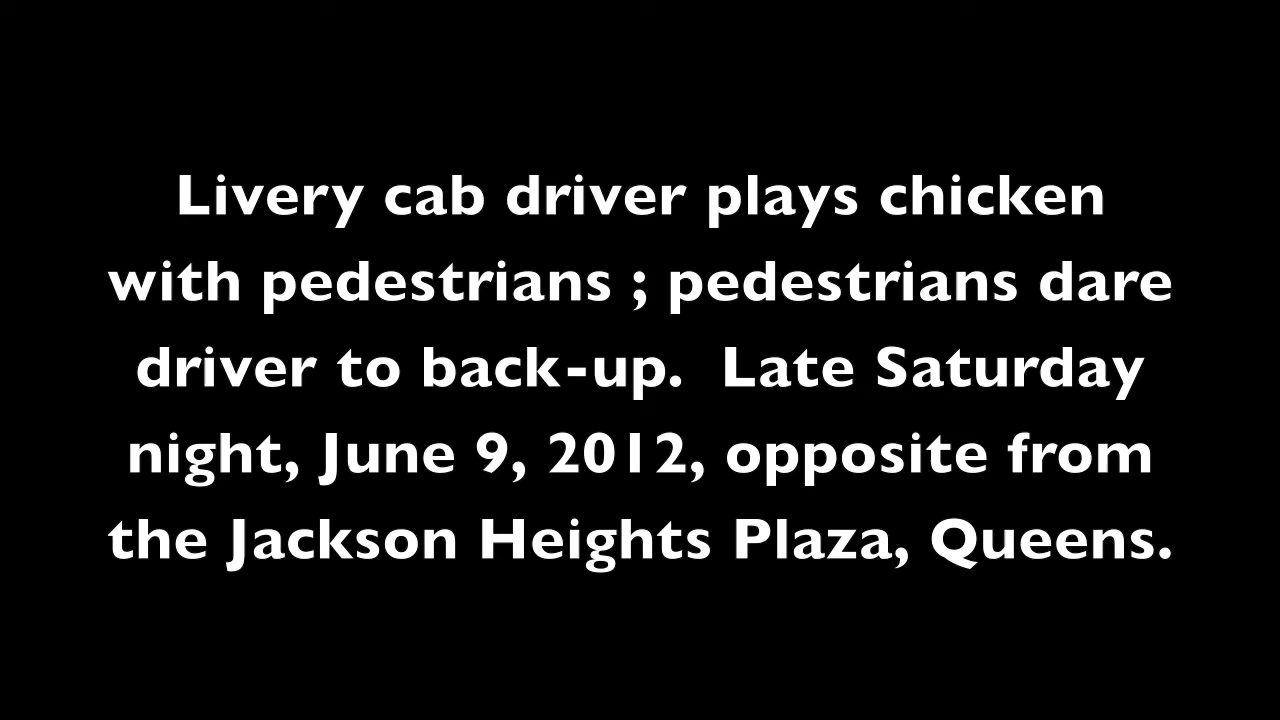 Livery cab driver plays chicken
with pedestrians ; pedestrians dare
driver to back-up.  Late Saturday
night, June 9, 2012, opposite from
the Jackson Heights Plaza, Queens.